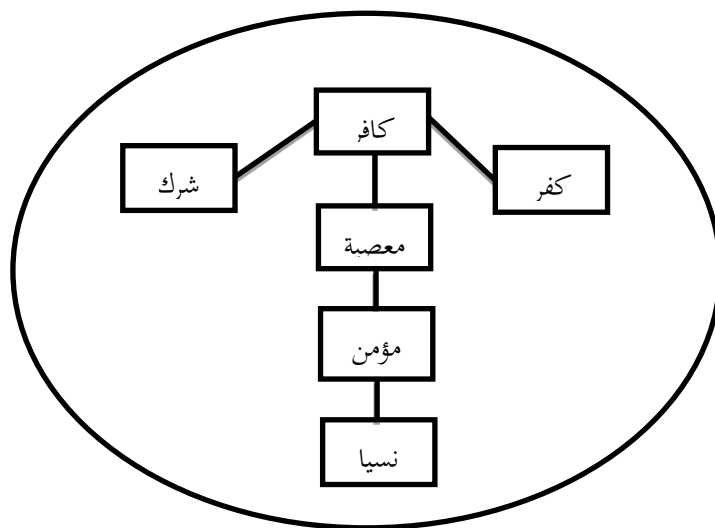 كافر
شرك
كفر
معصية
مؤمن
نسيا